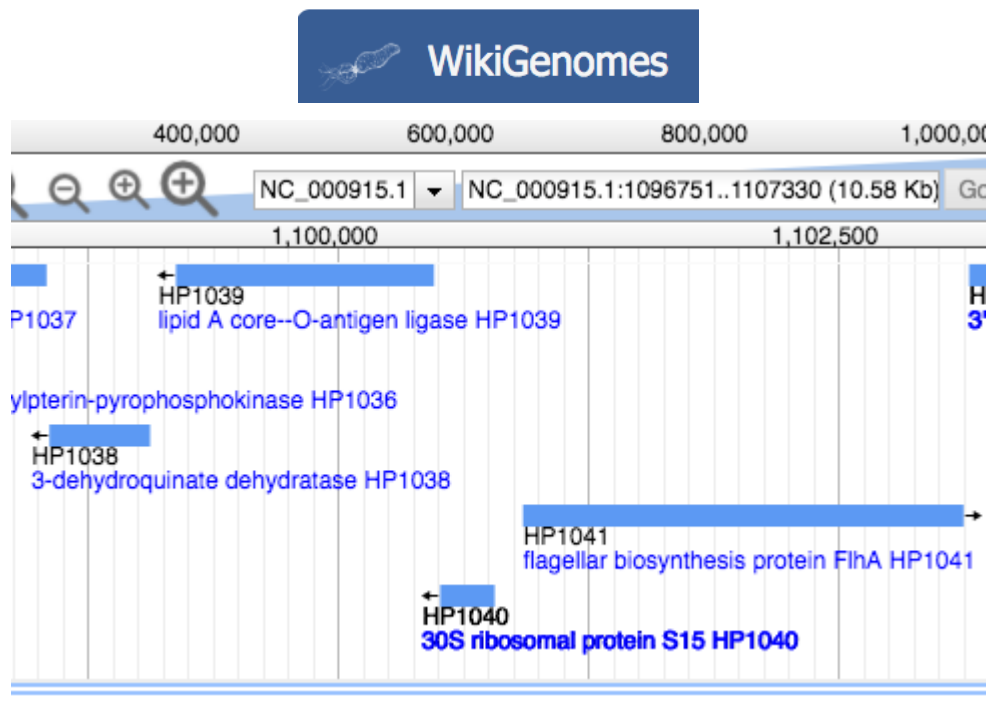 WikiGenomes
400,000 600,000 800,000
NC_000915.1 NC_000915.1:1096751..1107330 (10.58 Kb)
1,100,000 1,102,500
HP1039
lipid A core--O-antigen ligase HP1039
ylpterin-pyrophosphokinase HP1036
HP1038
3-dehydroquinate dehydratase HP1038
HP1041
flagellar biosynthesis protein FlhA HP1041
HP1040
30S ribosomal protein S15 HP1040